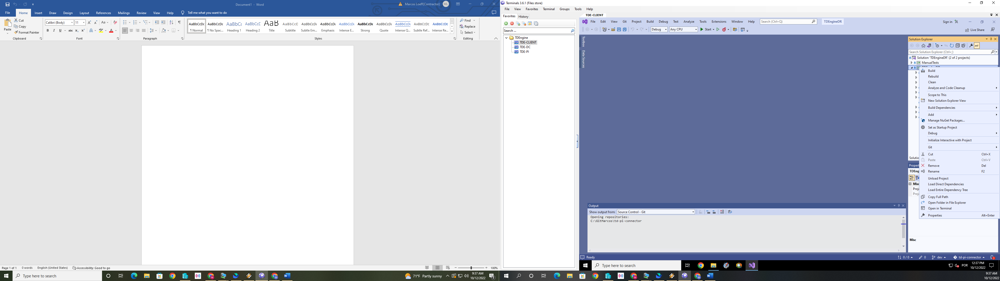 Document1 - Word
Marcos Loeff(Contractor)
ML
File
Home
Insert
Draw
Design
Layout
References
Mailings
Review
View
Help
Tell me what you want to do
Paste
Cut
Copy
Format Painter
Clipboard
Calibri (Body)
11
Font
Paragraph
AaBbCcDc
¶ Normal
AaBbCcDc
¶ No Spac...
AaBbCc
Heading 1
AaBbCcD
Heading 2
AaB
Title
AaBbCcD
Subtitle
AaBbCcDc
Subtle Em...
AaBbCcDc
Emphasis
AaBbCcDc
Intense E...
AaBbCcDc
Strong
AaBbCcDc
Quote
AaBbCcDc
Intense Q...
AABBCCDD
Subtle Ref...
AABBCCDD
Intense Re...
Styles
Find
Replace
Select
Editing
Page 1 of 1
0 words
English (United States)
Accessibility: Good to go
100%
Type here to search
71°F Partly sunny
9:37 AM
10/12/2022
5
Terminals 3.6.1 (Files store)
File
View
Favorites
Terminal
Groups
Tools
Help
Favorites
History
Search ...
TDEngine
TDE-CLIENT
TDE-DC
TDE-PI
TDE-CLIENT
File
Edit
View
Git
Project
Build
Debug
Test
Analyze
Tools
Extensions
Window
Help
Search (Ctrl+Q)
TDEngineDR
Sign in
Debug
Any CPU
Start
Live Share
Toolbox
Data Sources
Solution Explorer
Search Solution Explorer (Ctrl+;)
Solution 'TDEngineDR' (2 of 2 projects)
ManualTests
Build
Rebuild
Clean
Analyze and Code Cleanup
Scope to This
New Solution Explorer View
Build Dependencies
Add
Manage NuGet Packages...
Set as Startup Project
Debug
Initialize Interactive with Project
Git
Cut Ctrl+X
Paste Ctrl+V
Remove Del
Rename F2
Unload Project
Load Direct Dependencies
Load Entire Dependency Tree
Copy Full Path
Open Folder in File Explorer
Open in Terminal
Properties Alt+Enter
Solutio
Propert
TDEng
Misc
Proje
Proje
Misc
Output
Show output from:
Source Control - Git
Opening repositories:
C:\GitMarcos\td-pi-connector
Ready
0 / 0
0
dev
td-pi-connector
3
Type here to search
POR
12:37 PM
10/12/2022
9:37 AM
10/12/2022